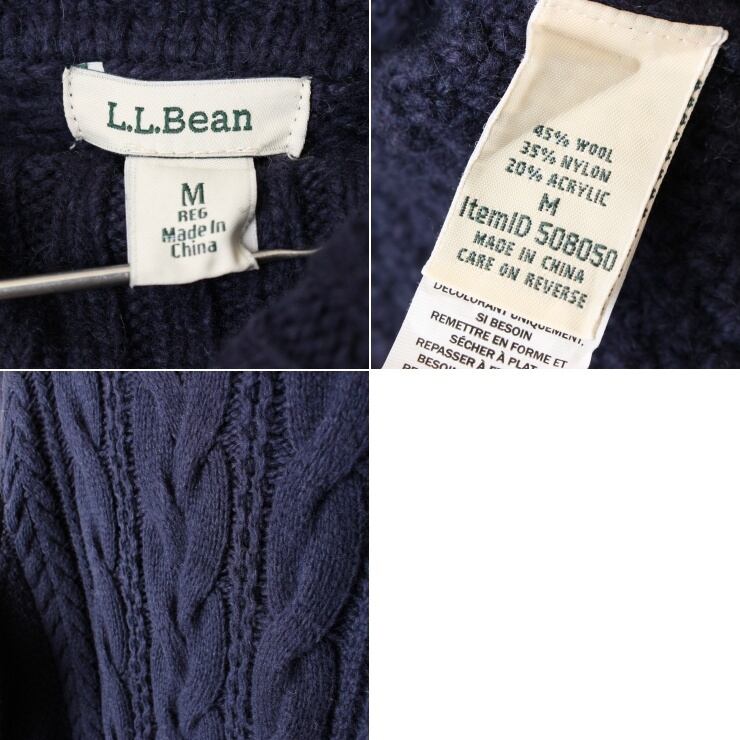 L.L.Bean
M
REG
Made In
China
45% WOOL
35% NYLON
20% ACRYLIC
M
ItemID 508050
MADE IN CHINA
CARE ON REVERSE
DÉCOLORANT UNIQUEMENT
SI BESOIN
REMETTRE EN FORME ET
SÉCHER À PLAT
REPASSER À
BESOIN